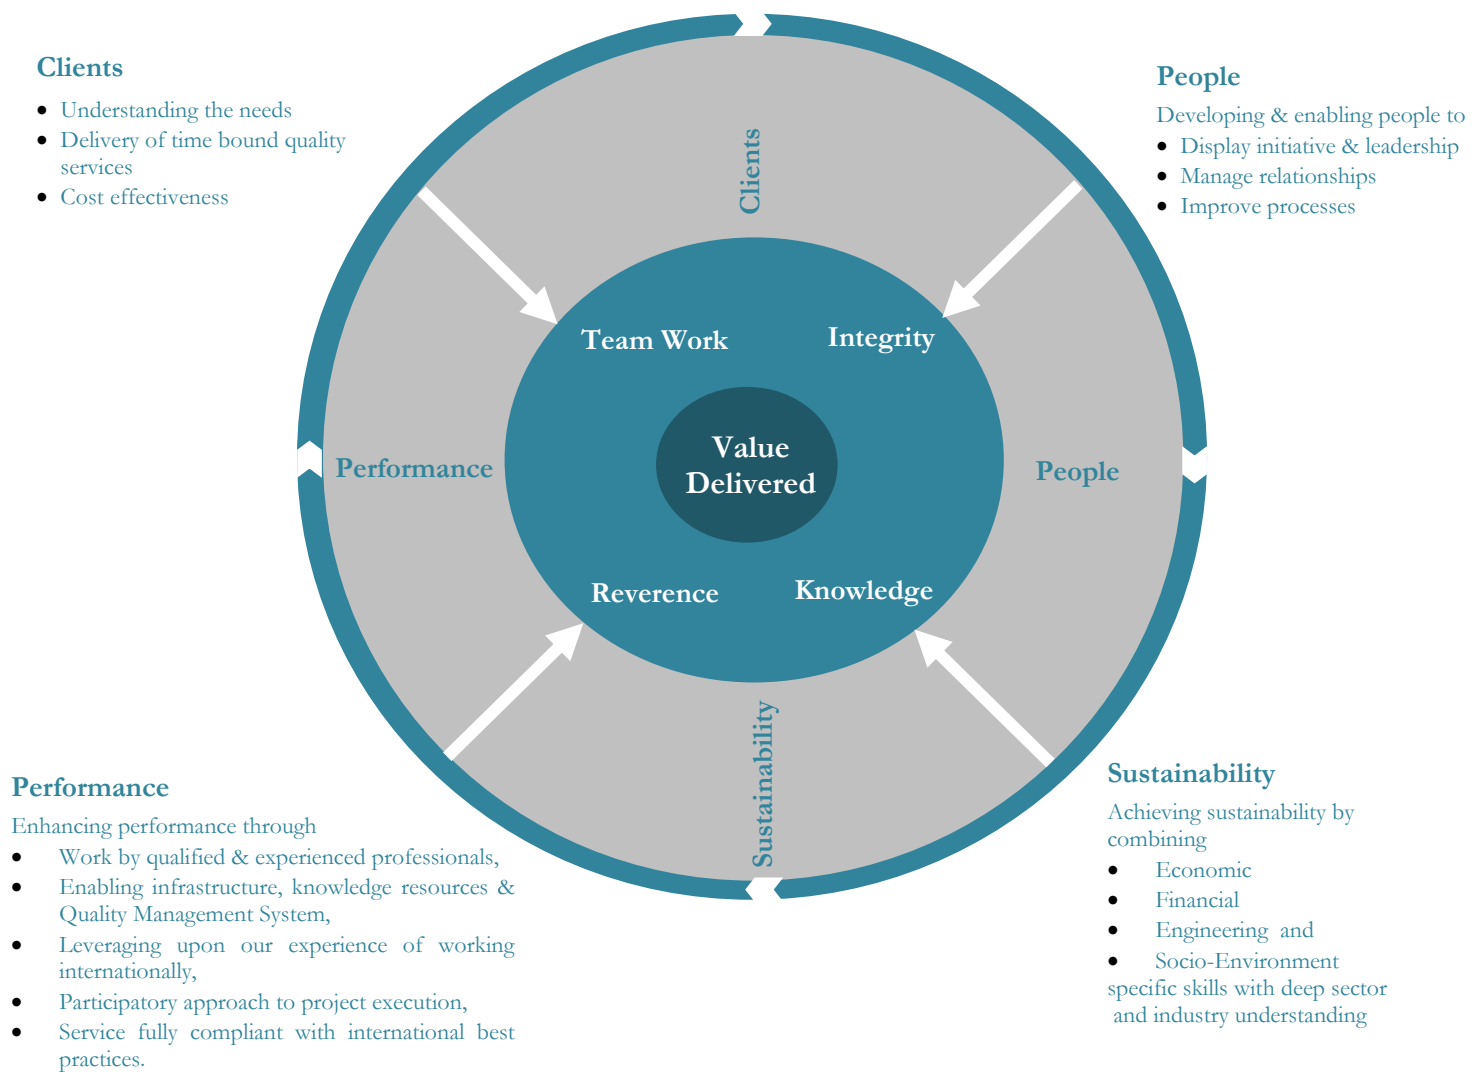 Clients
• Understanding the needs
• Delivery of time bound quality
services
• Cost effectiveness
People
Developing & enabling people to
• Display initiative & leadership
• Manage relationships
• Improve processes
Clients
Team Work
Integrity
Value
Delivered
Performance
People
Reverence
Knowledge
Sustainability
Performance
Enhancing performance through
• Work by qualified & experienced professionals,
• Enabling infrastructure, knowledge resources &
Quality Management System,
• Leveraging upon our experience of working
internationally,
• Participatory approach to project execution,
• Service fully compliant with international best
practices.
Sustainability
Achieving sustainability by
combining
• Economic
• Financial
• Engineering and
• Socio-Environment
specific skills with deep sector
and industry understanding